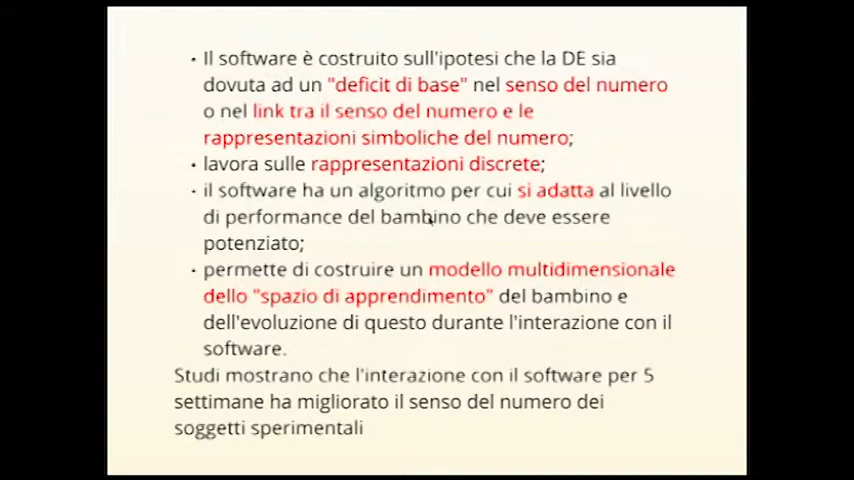 • Il software è costruito sull'ipotesi che la DE sia
dovuta ad un "deficit di base" nel senso del numero
o nel link tra il senso del numero e le
rappresentazioni simboliche del numero;
• lavora sulle rappresentazioni discrete;
• il software ha un algoritmo per cui si adatta al livello
di performance del bambino che deve essere
potenziato;
• permette di costruire un modello multidimensionale
dello "spazio di apprendimento" del bambino e
dell'evoluzione di questo durante l'interazione con il
software.
Studi mostrano che l'interazione con il software per 5
settimane ha migliorato il senso del numero dei
soggetti sperimentali